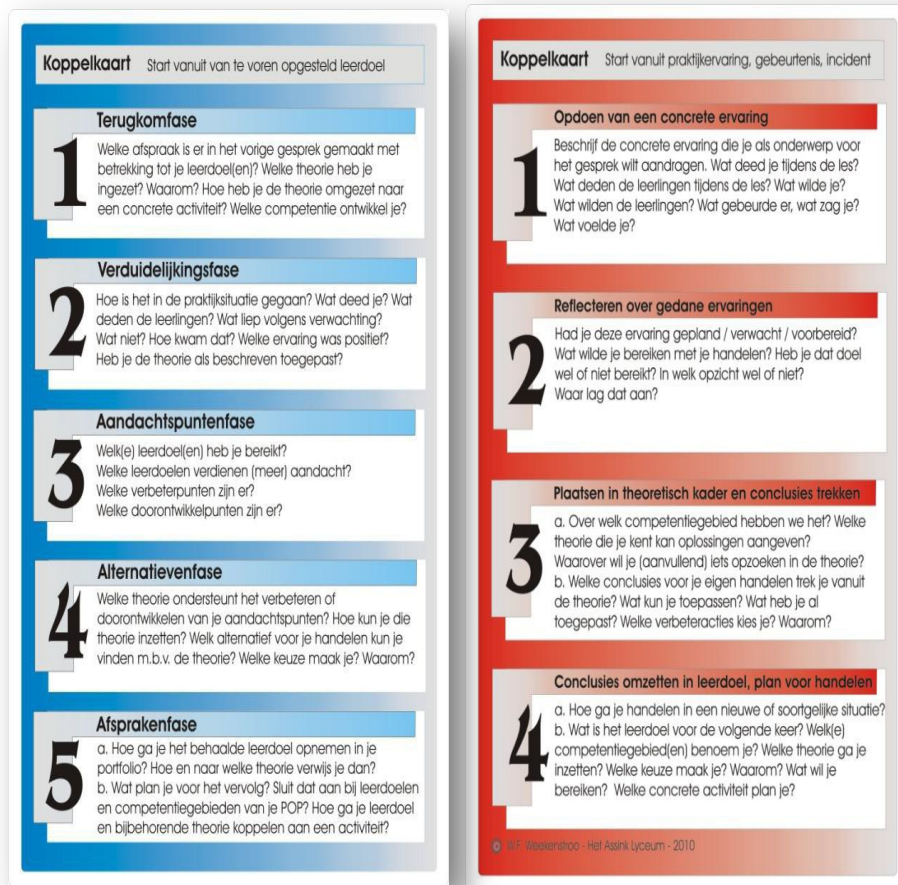 Koppelkaart Start vanuit van te voren opgesteld leerdoel
1
Terugkomfase
Welke afspraak is er in het vorige gesprek gemaakt met
betrekking tot je leerdoel(en)? Welke theorie heb je
ingezet? Waarom? Hoe heb je de theorie omgezet naar
een concrete activiteit? Welke competentie ontwikkel je?
2
Verduidelijkingsfase
Hoe is het in de praktijksituatie gegaan? Wat deed je? Wat
deden de leerlingen? Wat liep volgens verwachting?
Wat niet? Hoe kwam dat? Welke ervaring was positief?
Heb je de theorie als beschreven toegepast?
3
Aandachtspuntenfase
Welk(e) leerdoel(en) heb je bereikt?
Welke leerdoelen verdienen (meer) aandacht?
Welke verbeterpunten zijn er?
Welke doorontwikkelpunten zijn er?
4
Alternatievenfase
Welke theorie ondersteunt het verbeteren of
doorontwikkelen van je aandachtspunten? Hoe kun je die
theorie inzetten? Welk alternatief voor je handelen kun je
vinden m.b.v. de theorie? Welke keuze maak je? Waarom?
5
Afsprakenfase
a. Hoe ga je het behaalde leerdoel opnemen in je
portfolio? Hoe en naar welke theorie verwijs je dan?
b. Wat plan je voor het vervolg? Sluit dat aan bij leerdoelen
en competentiegebieden van je POP? Hoe ga je leerdoel
en bijbehorende theorie koppelen aan een activiteit?
Koppelkaart Start vanuit praktijkervaring, gebeurtenis, incident
1
Opdoen van een concrete ervaring
Beschrijf de concrete ervaring die je als onderwerp voor
het gesprek wilt aandragen. Wat deed je tijdens de les?
Wat deden de leerlingen tijdens de les? Wat wilde je?
Wat wilden de leerlingen? Wat gebeurde er, wat zag je?
Wat voelde je?
2
Reflecteren over gedane ervaringen
Had je deze ervaring gepland / verwacht / voorbereid?
Wat wilde je bereiken met je handelen? Heb je dat doel
wel of niet bereikt? In welk opzicht wel of niet?
Waar lag dat aan?
3
Plaatsen in theoretisch kader en conclusies trekken
a. Over welk competentiegebied hebben we het? Welke
theorie die je kent kan oplossingen aangeven?
Waarover wil je (aanvullend) iets opzoeken in de theorie?
b. Welke conclusies voor je eigen handelen trek je vanuit
de theorie? Wat kun je toepassen? Wat heb je al
toegepast? Welke verbeteracties kies je? Waarom?
4
Conclusies omzetten in leerdoel, plan voor handelen
a. Hoe ga je handelen in een nieuwe of soortgelijke situatie?
b. Wat is het leerdoel voor de volgende keer? Welk(e)
competentiegebied(en) benoem je? Welke theorie ga je
inzetten? Welke keuze maak je? Waarom? Wat wil je
bereiken? Welke concrete activiteit plan je?
W.F. Weekenstroo - Het Assink Lyceum - 2010